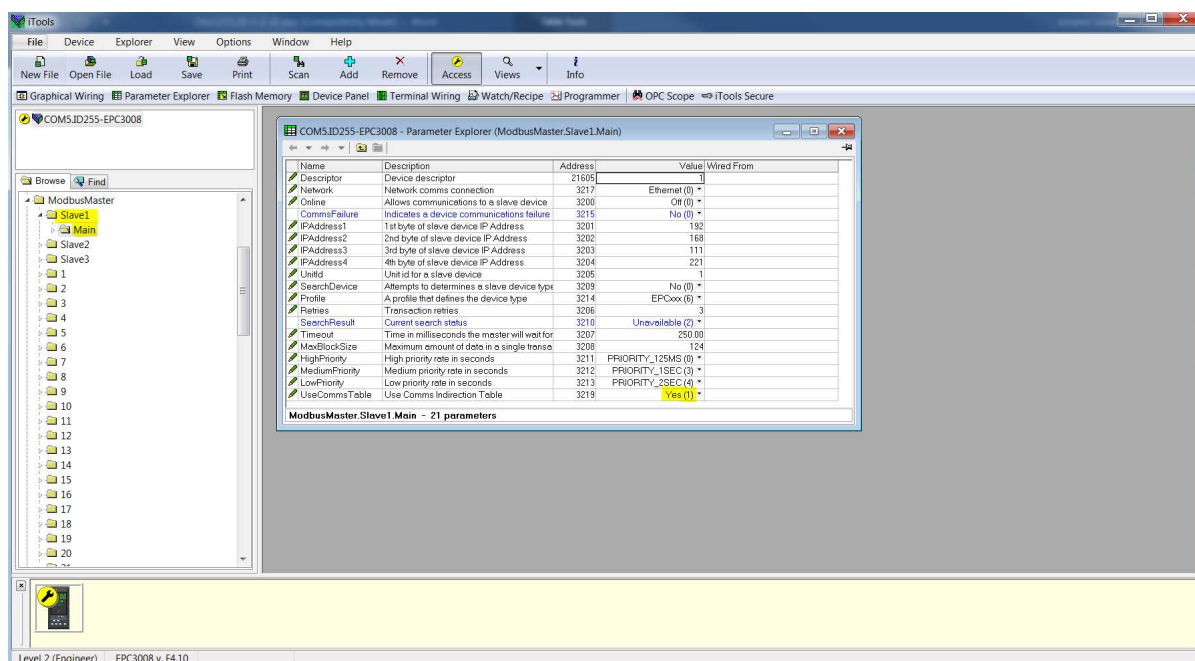 iTools
File Device Explorer View Options Window Help
New File Open File Load Save Print Scan Add Remove Access Views Info
Graphical Wiring Parameter Explorer Flash Memory Device Panel Terminal Wiring Watch/Recipe Programmer OPC Scope iTools Secure
COM5.ID255-EPC3008
Browse Find
ModbusMaster
Slave1
Main
Slave2
Slave3
1
2
3
4
5
6
7
8
9
10
11
12
13
14
15
16
17
18
19
20
COM5.ID255-EPC3008 - Parameter Explorer (ModbusMaster.Slave1.Main)
Name Description Address Value Wired From
Descriptor Device descriptor 21605 1
Network Network comms connection 3217 Ethernet (0)
Online Allows communications to a slave device 3200 Off (0)
CommsFailure Indicates a device communications failure 3215 No (0)
IPAddress1 1st byte of slave device IP Address 3201 192
IPAddress2 2nd byte of slave device IP Address 3202 168
IPAddress3 3rd byte of slave device IP Address 3203 111
IPAddress4 4th byte of slave device IP Address 3204 221
UnitId Unit id for a slave device 3205 1
SearchDevice Attempts to determines a slave device type 3209 No (0)
Profile A profile that defines the device type 3214 EPCxxx (6)
Retries Transaction retries 3206 3
SearchResult Current search status 3210 Unavailable (2)
Timeout Time in milliseconds the master will wait for 3207 250.00
MaxBlockSize Maximum amount of data in a single transa 3208 124
HighPriority High priority rate in seconds 3211 PRIORITY_125MS (0)
MediumPriority Medium priority rate in seconds 3212 PRIORITY_1SEC (3)
LowPriority Low priority rate in seconds 3213 PRIORITY_2SEC (4)
UseCommsTable Use Comms Indirection Table 3219 Yes (1)
ModbusMaster.Slave1.Main - 21 parameters
Level 2 (Engineer) EPC3008 v. E4.10